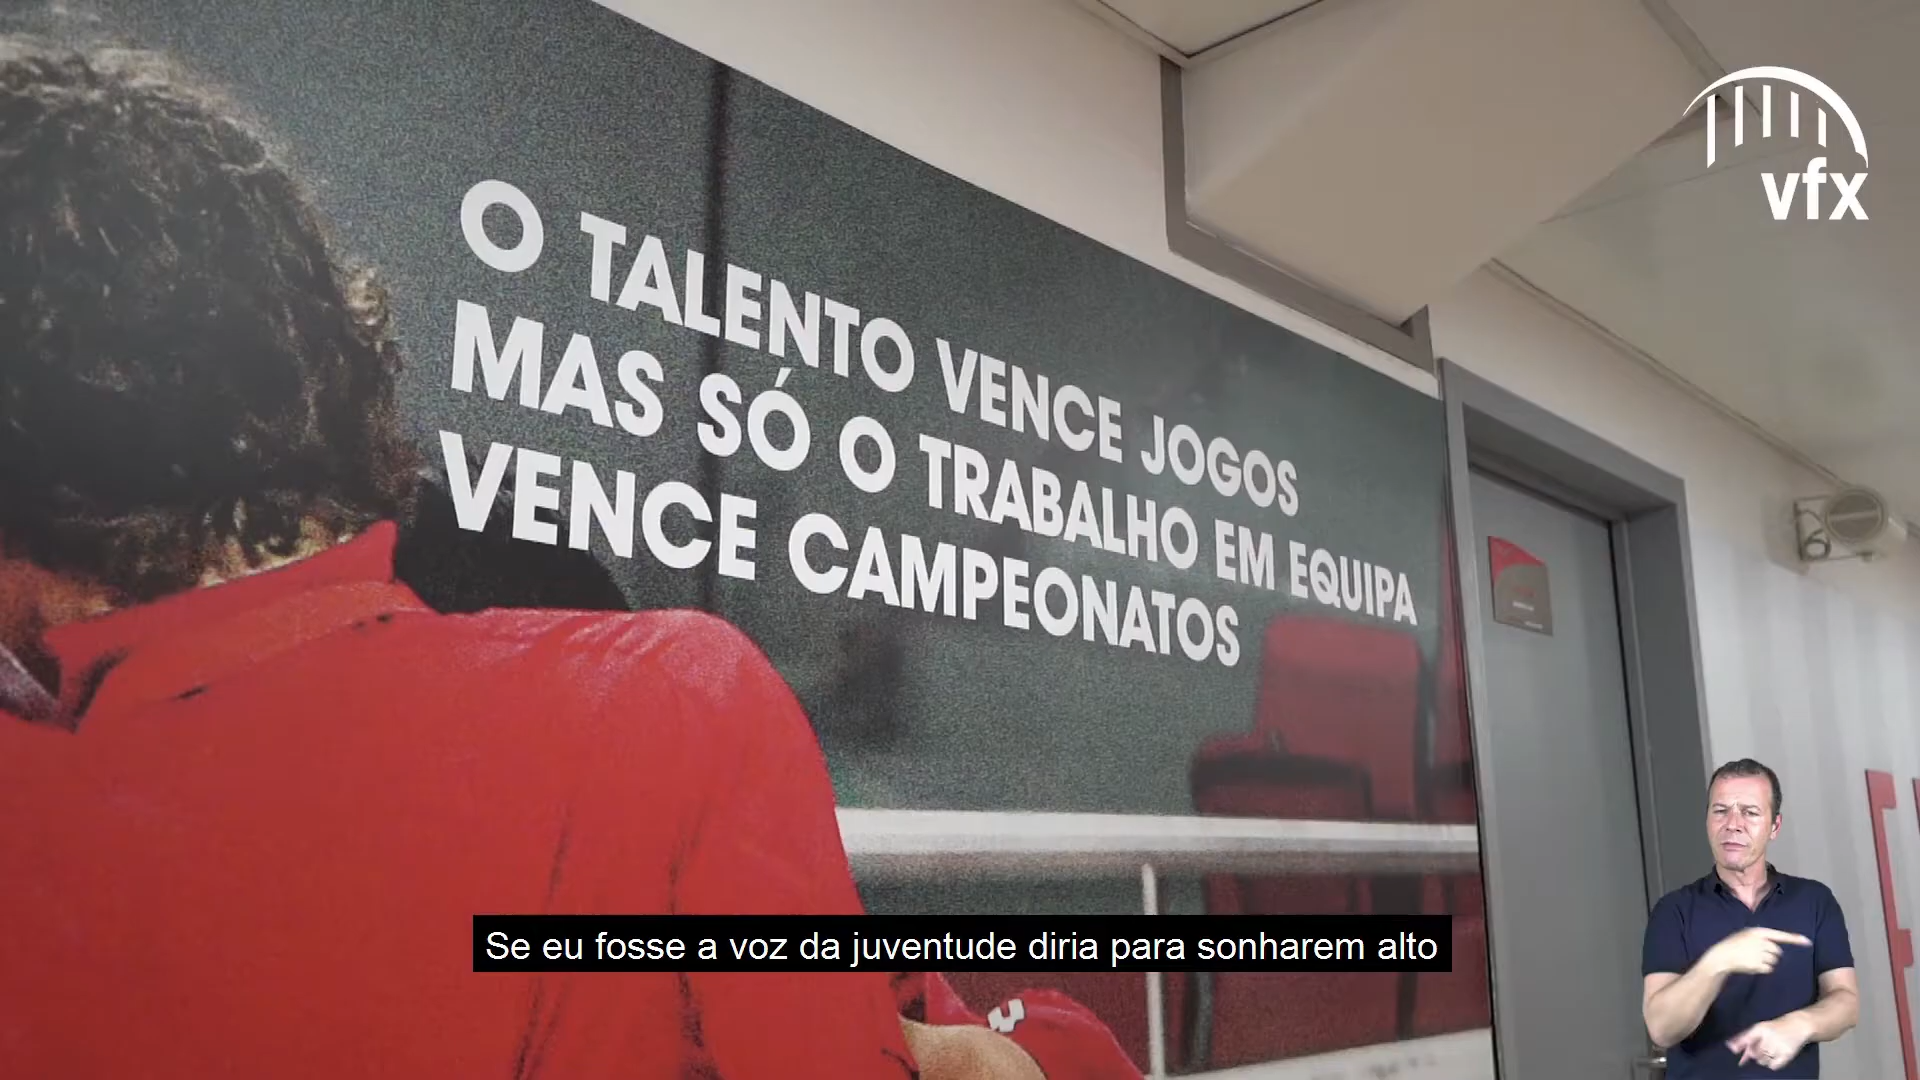 vfx
O TALENTO VENCE JOGOS
MAS SÓ O TRABALHO EM EQUIPA
VENCE CAMPEONATOS
Se eu fosse a voz da juventude diria para sonharem alto